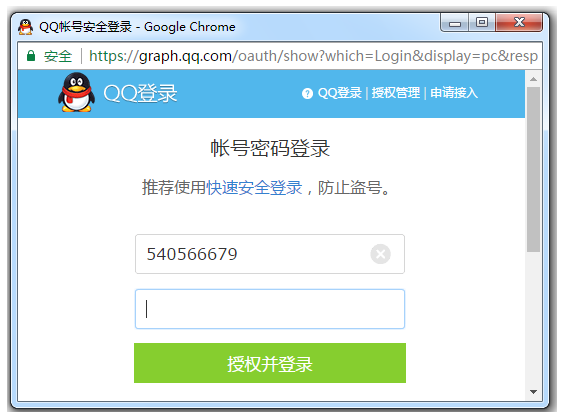 QQ帐号安全登录 - Google Chrome
安全 | https://graph.qq.com/oauth/show?which=Login&display=pc&resp
QQ登录
? QQ登录 | 授权管理 | 申请接入
帐号密码登录
推荐使用快速安全登录，防止盗号。
540566679
授权并登录